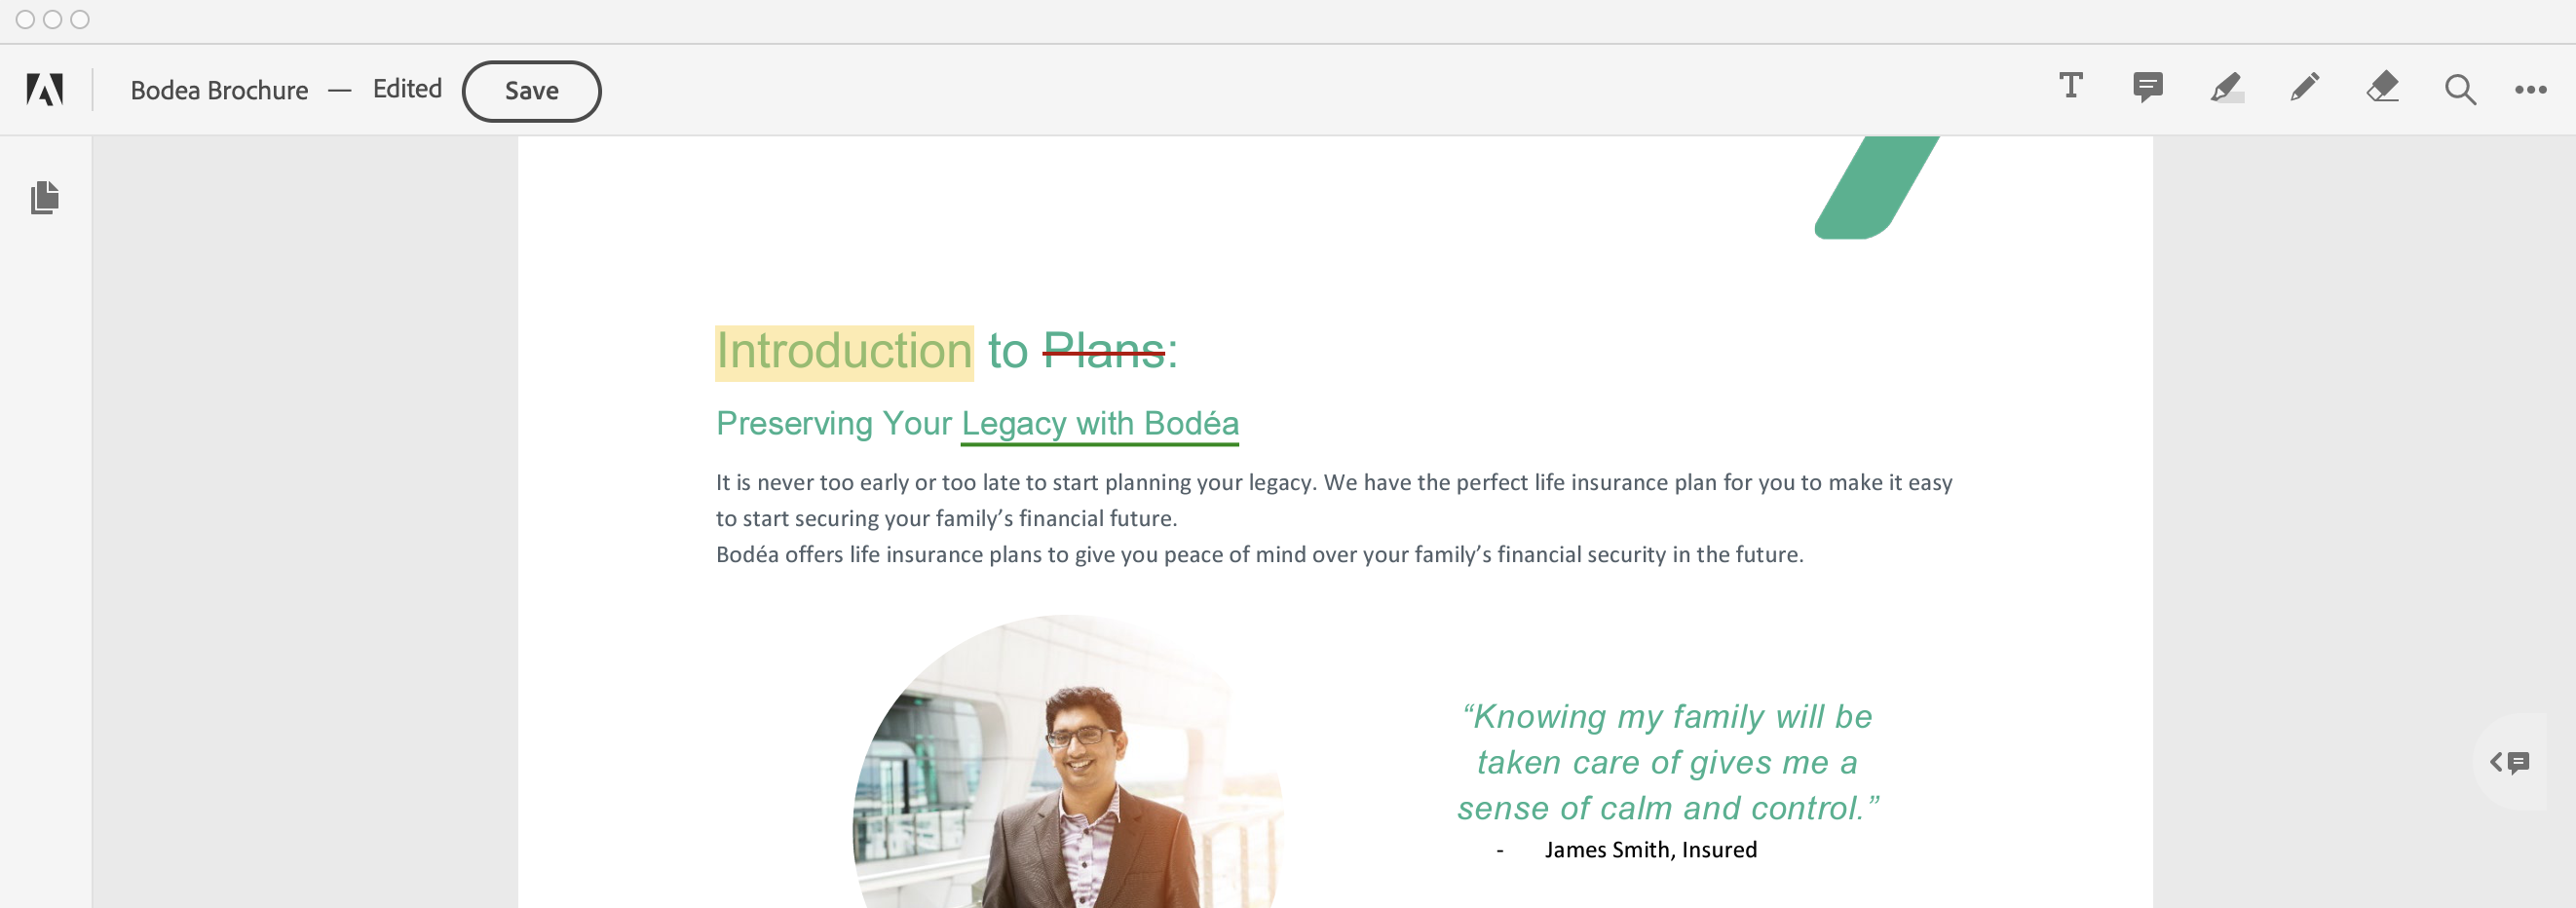 Bodea Brochure — Edited Save
Introduction to Plans:
Preserving Your Legacy with Bodéa
It is never too early or too late to start planning your legacy. We have the perfect life insurance plan for you to make it easy
to start securing your family’s financial future.
Bodéa offers life insurance plans to give you peace of mind over your family’s financial security in the future.
“Knowing my family will be
taken care of gives me a
sense of calm and control.”
- James Smith, Insured